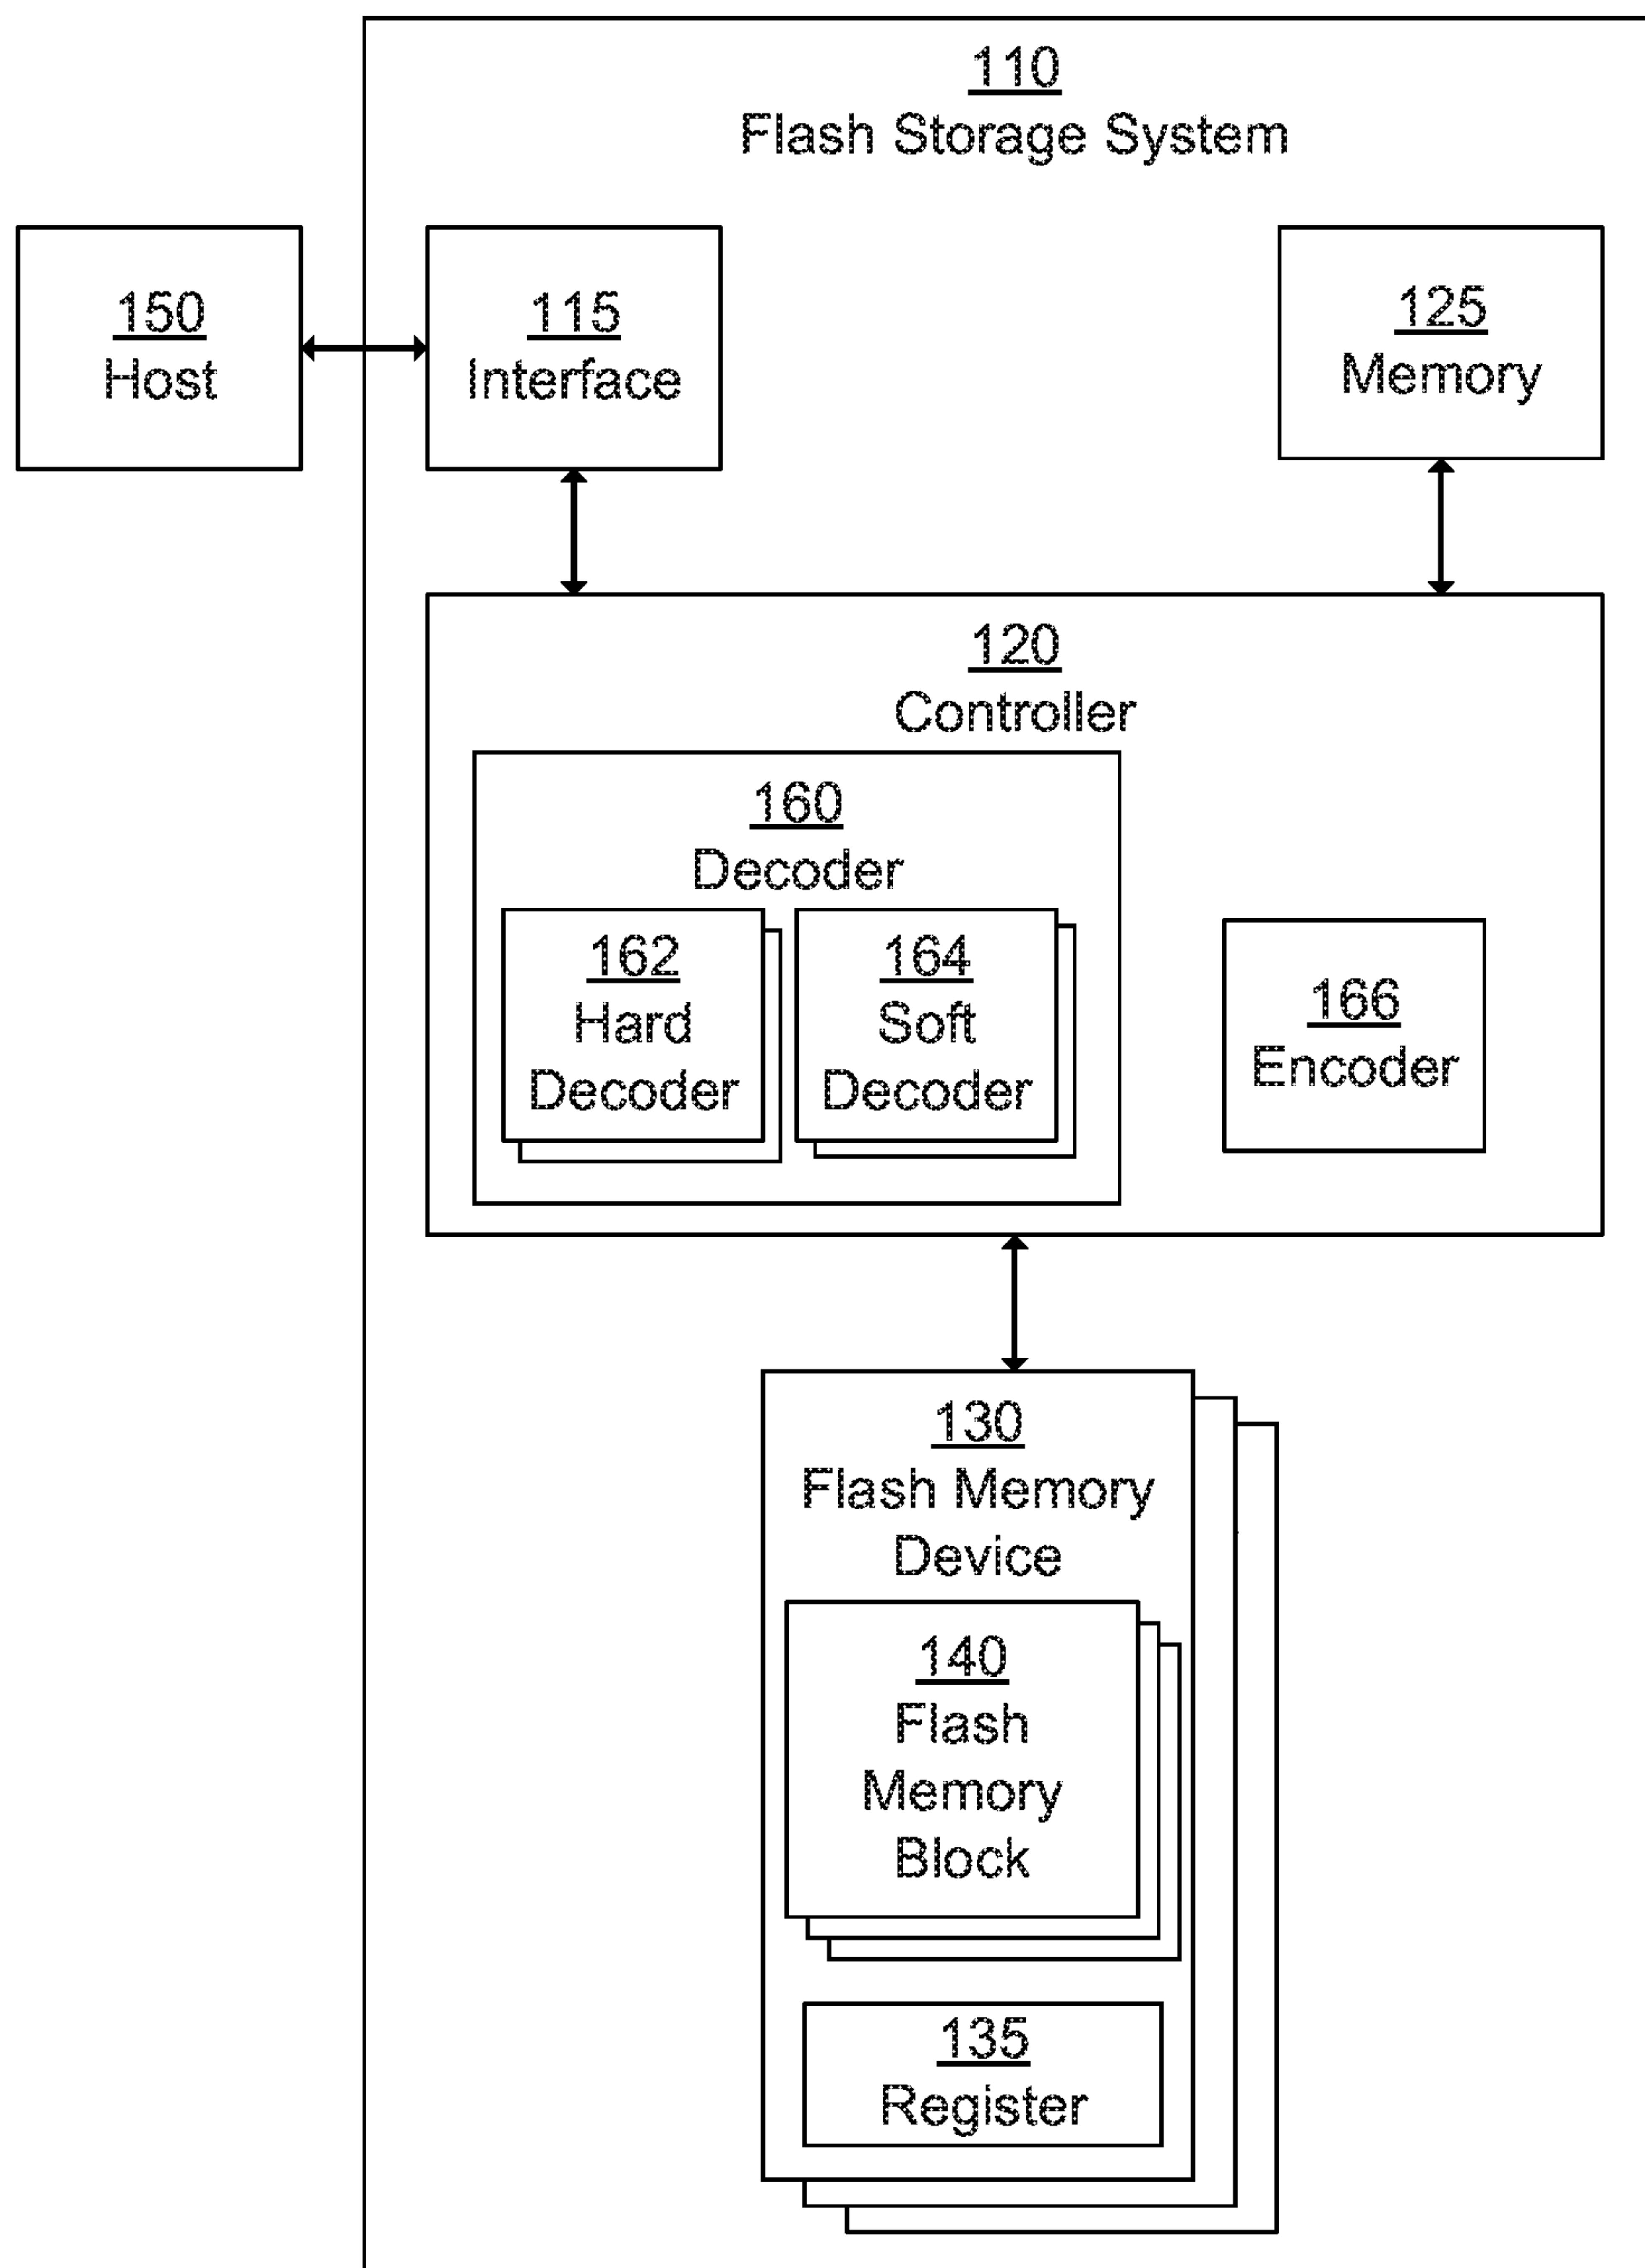 110
Flash Storage System
150
Host
115
Interface
125
Memory
120
Controller
160
Decoder
162
Hard
Decoder
164
Soft
Decoder
166
Encoder
130
Flash Memory
Device
140
Flash
Memory
Block
135
Register